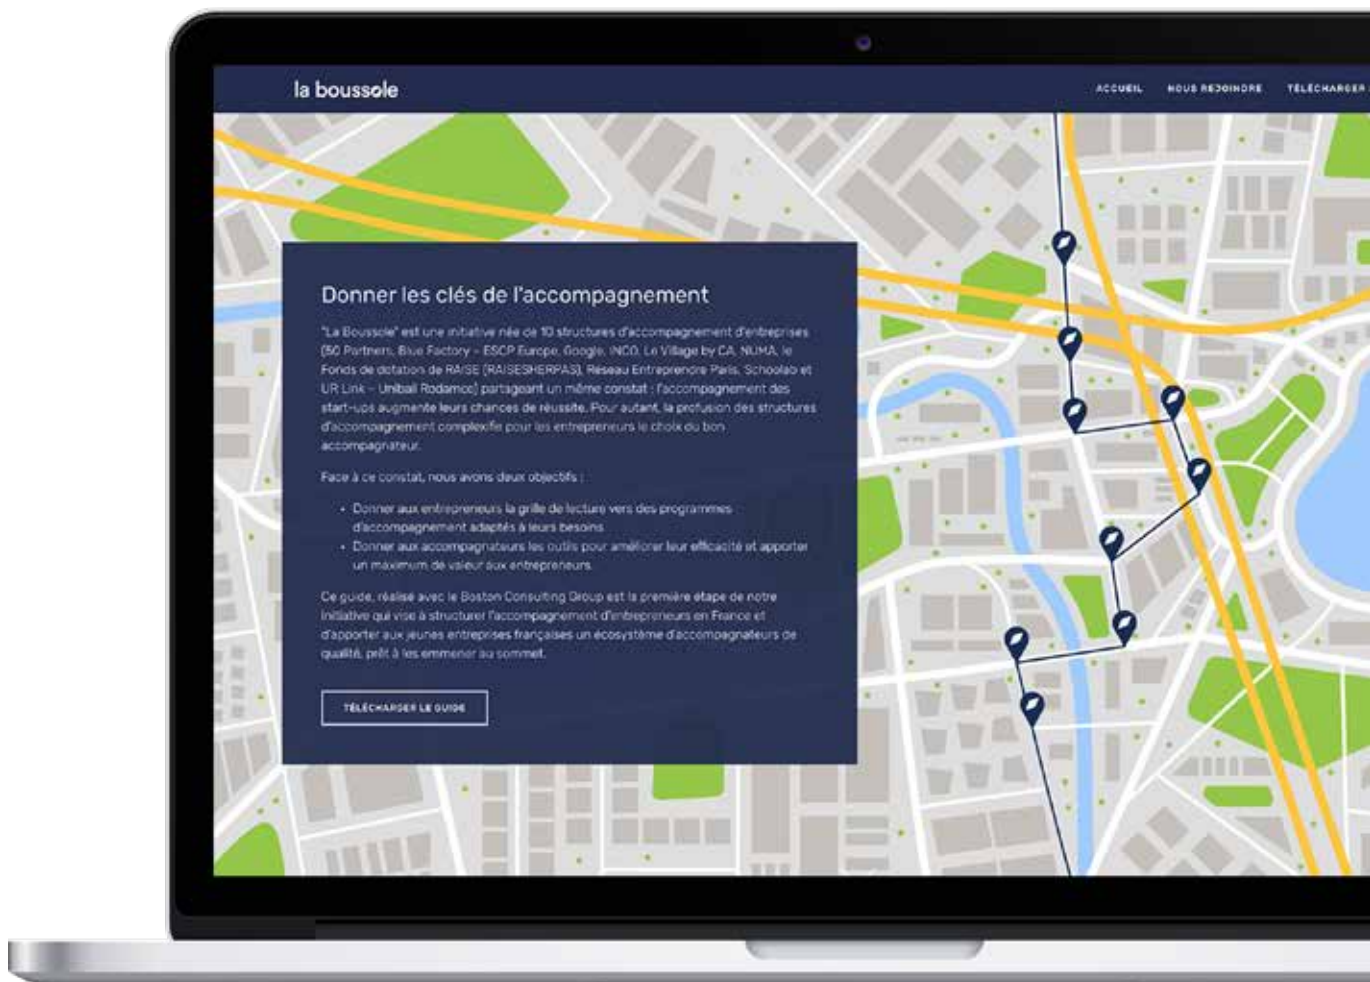 la boussole
ACCUEIL NOUS REJOINDRE TÉLÉCHARGER
Donner les clés de l'accompagnement
"La Boussole" est une initiative née de 10 structures d'accompagnement d'entreprises
(50 Partners, Blue Factory – ESCP Europe, Google, INCO, Le Village by CA, NUMA, le
Fonds de dotation de RAISE (RAISESHERPAS), Réseau Entreprendre Paris, Schoolab et
UR Link – Unibail Rodamco) partageant un même constat : l'accompagnement des
start-ups augmente leurs chances de réussite. Pour autant, la profusion des structures
d'accompagnement complexifie pour les entrepreneurs le choix du bon
accompagnateur.
Face à ce constat, nous avons deux objectifs :
• Donner aux entrepreneurs la grille de lecture vers des programmes
d'accompagnement adaptés à leurs besoins
• Donner aux accompagnateurs les outils pour améliorer leur efficacité et apporter
un maximum de valeur aux entrepreneurs.
Ce guide, réalisé avec le Boston Consulting Group est la première étape de notre
initiative qui vise à structurer l'accompagnement d'entrepreneurs en France et
d'apporter aux jeunes entreprises françaises un écosystème d'accompagnateurs de
qualité, prêt à les emmener au sommet.
TÉLÉCHARGER LE GUIDE